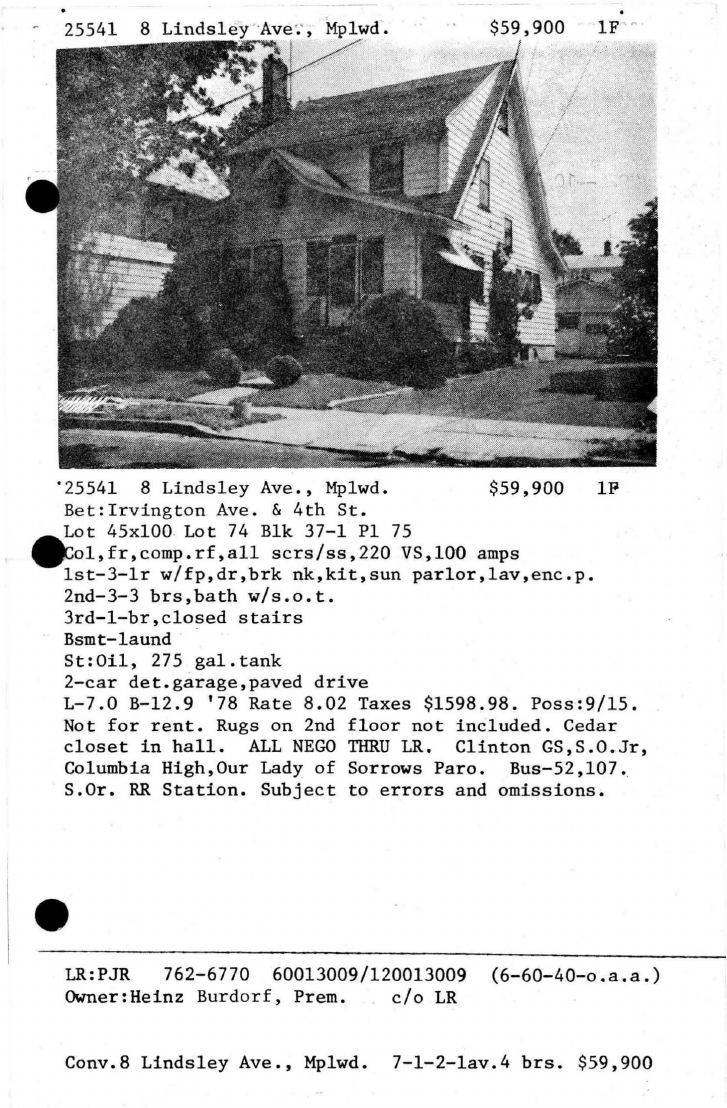 25541 8 Lindsley Ave., Mplwd. $59,900 1F
25541 8 Lindsley Ave., Mplwd. $59,900 1F
Bet:Irvington Ave. & 4th St.
Lot 45x100 Lot 74 Blk 37-1 Pl 75
Col,fr,comp.rf,all scrs/ss,220 VS,100 amps
1st-3-lr w/fp,dr,brk nk,kit,sun parlor,lav,enc.p.
2nd-3-3 brs,bath w/s.o.t.
3rd-1-br,closed stairs
Bsmt-laund
St:Oil, 275 gal.tank
2-car det.garage,paved drive
L-7.0 B-12.9 '78 Rate 8.02 Taxes $1598.98. Poss:9/15.
Not for rent. Rugs on 2nd floor not included. Cedar
closet in hall. ALL NEGO THRU LR. Clinton GS,S.O.Jr,
Columbia High,Our Lady of Sorrows Paro. Bus-52,107.
S.Or. RR Station. Subject to errors and omissions.
LR:PJR 762-6770 60013009/120013009 (6-60-40-o.a.a.)
Owner:Heinz Burdorf, Prem. c/o LR
Conv.8 Lindsley Ave., Mplwd. 7-1-2-lav.4 brs. $59,900